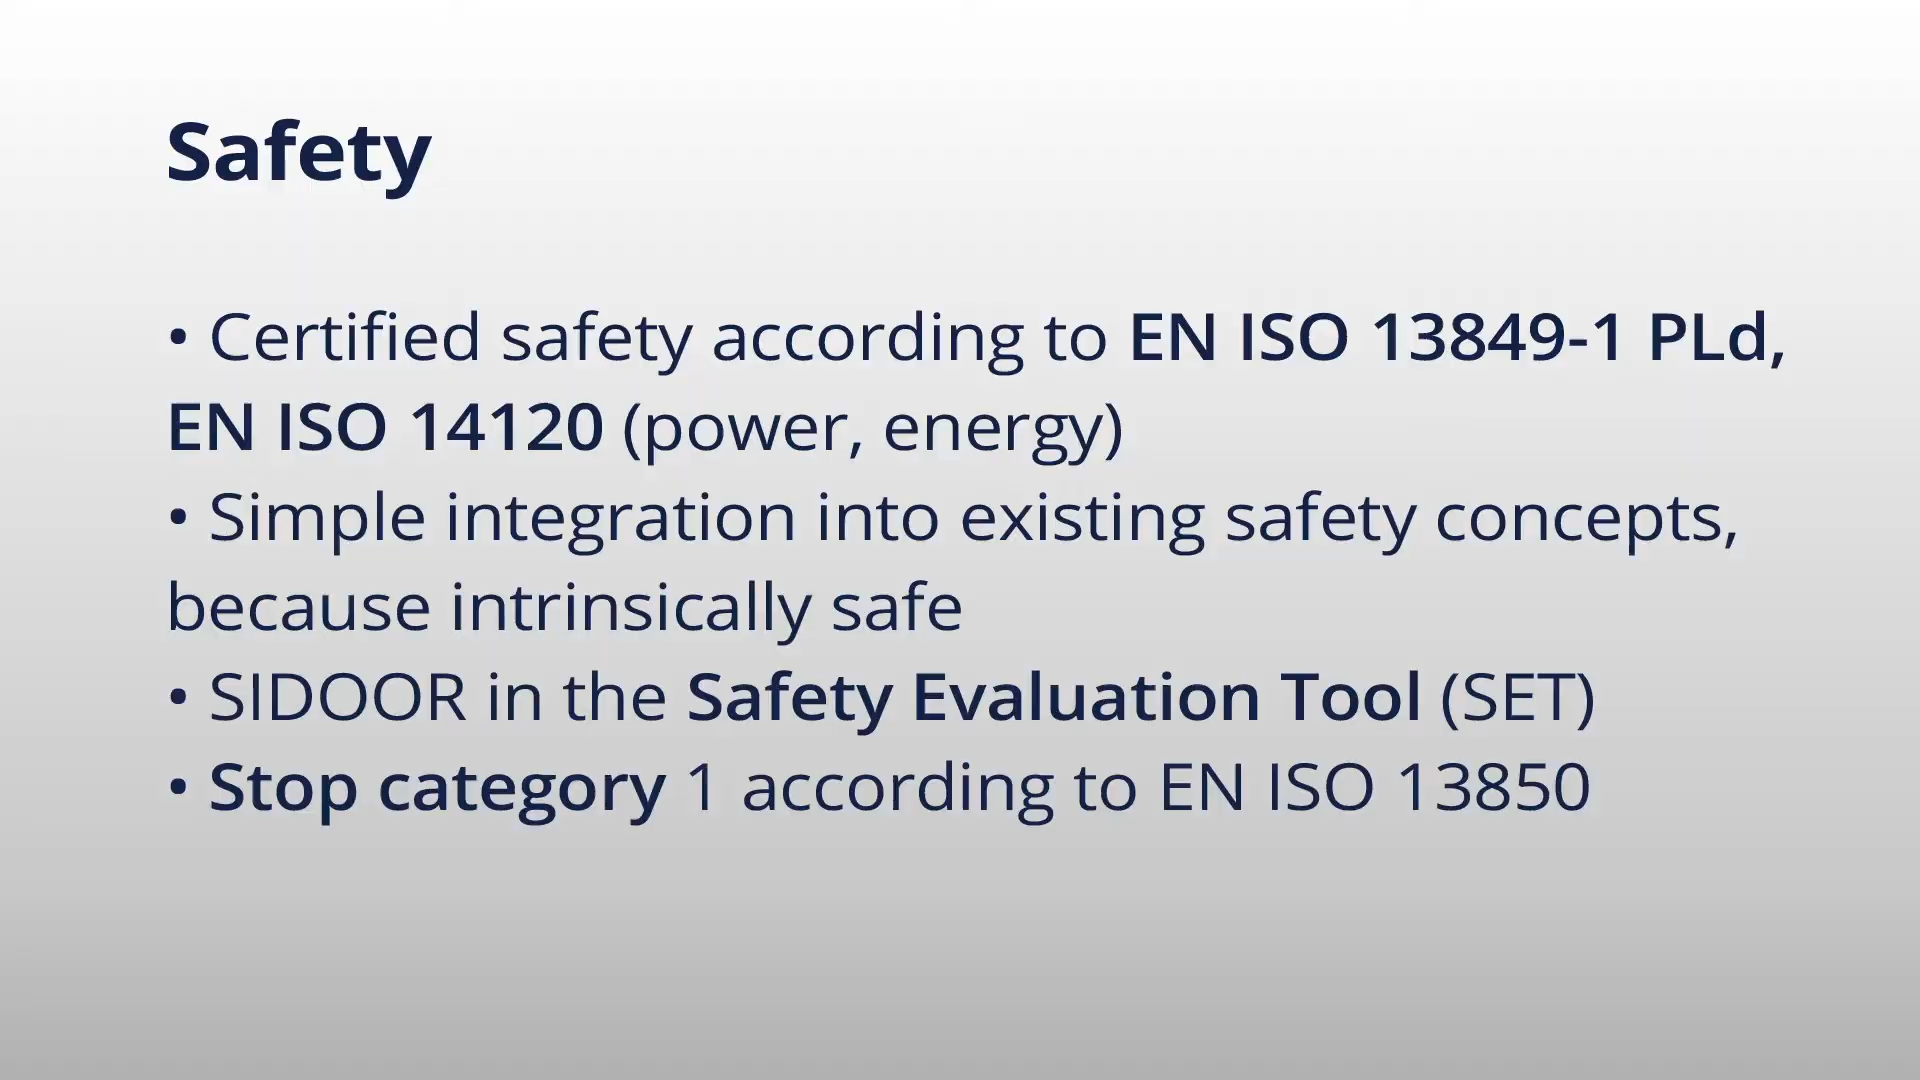 Safety
• Certified safety according to EN ISO 13849-1 PLd,
EN ISO 14120 (power, energy)
• Simple integration into existing safety concepts,
because intrinsically safe
• SIDOOR in the Safety Evaluation Tool (SET)
• Stop category 1 according to EN ISO 13850